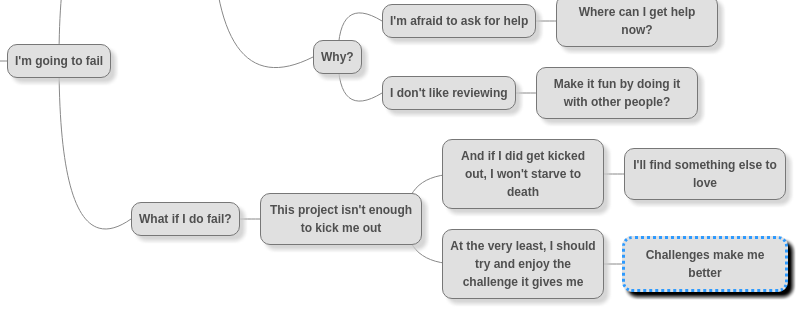 I'm going to fail
Why?
I'm afraid to ask for help
Where can I get help
now?
I don't like reviewing
Make it fun by doing it
with other people?
What if I do fail?
This project isn't enough
to kick me out
And if I did get kicked
out, I won't starve to
death
I'll find something else to
love
At the very least, I should
try and enjoy the
challenge it gives me
Challenges make me
better